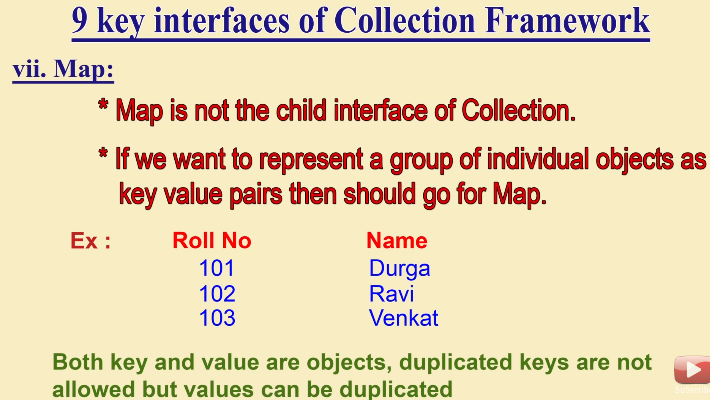 9 key interfaces of Collection Framework
vii. Map:
* Map is not the child interface of Collection.
* If we want to represent a group of individual objects as
key value pairs then should go for Map.
Ex : Roll No Name
101 Durga
102 Ravi
103 Venkat
Both key and value are objects, duplicated keys are not
allowed but values can be duplicated